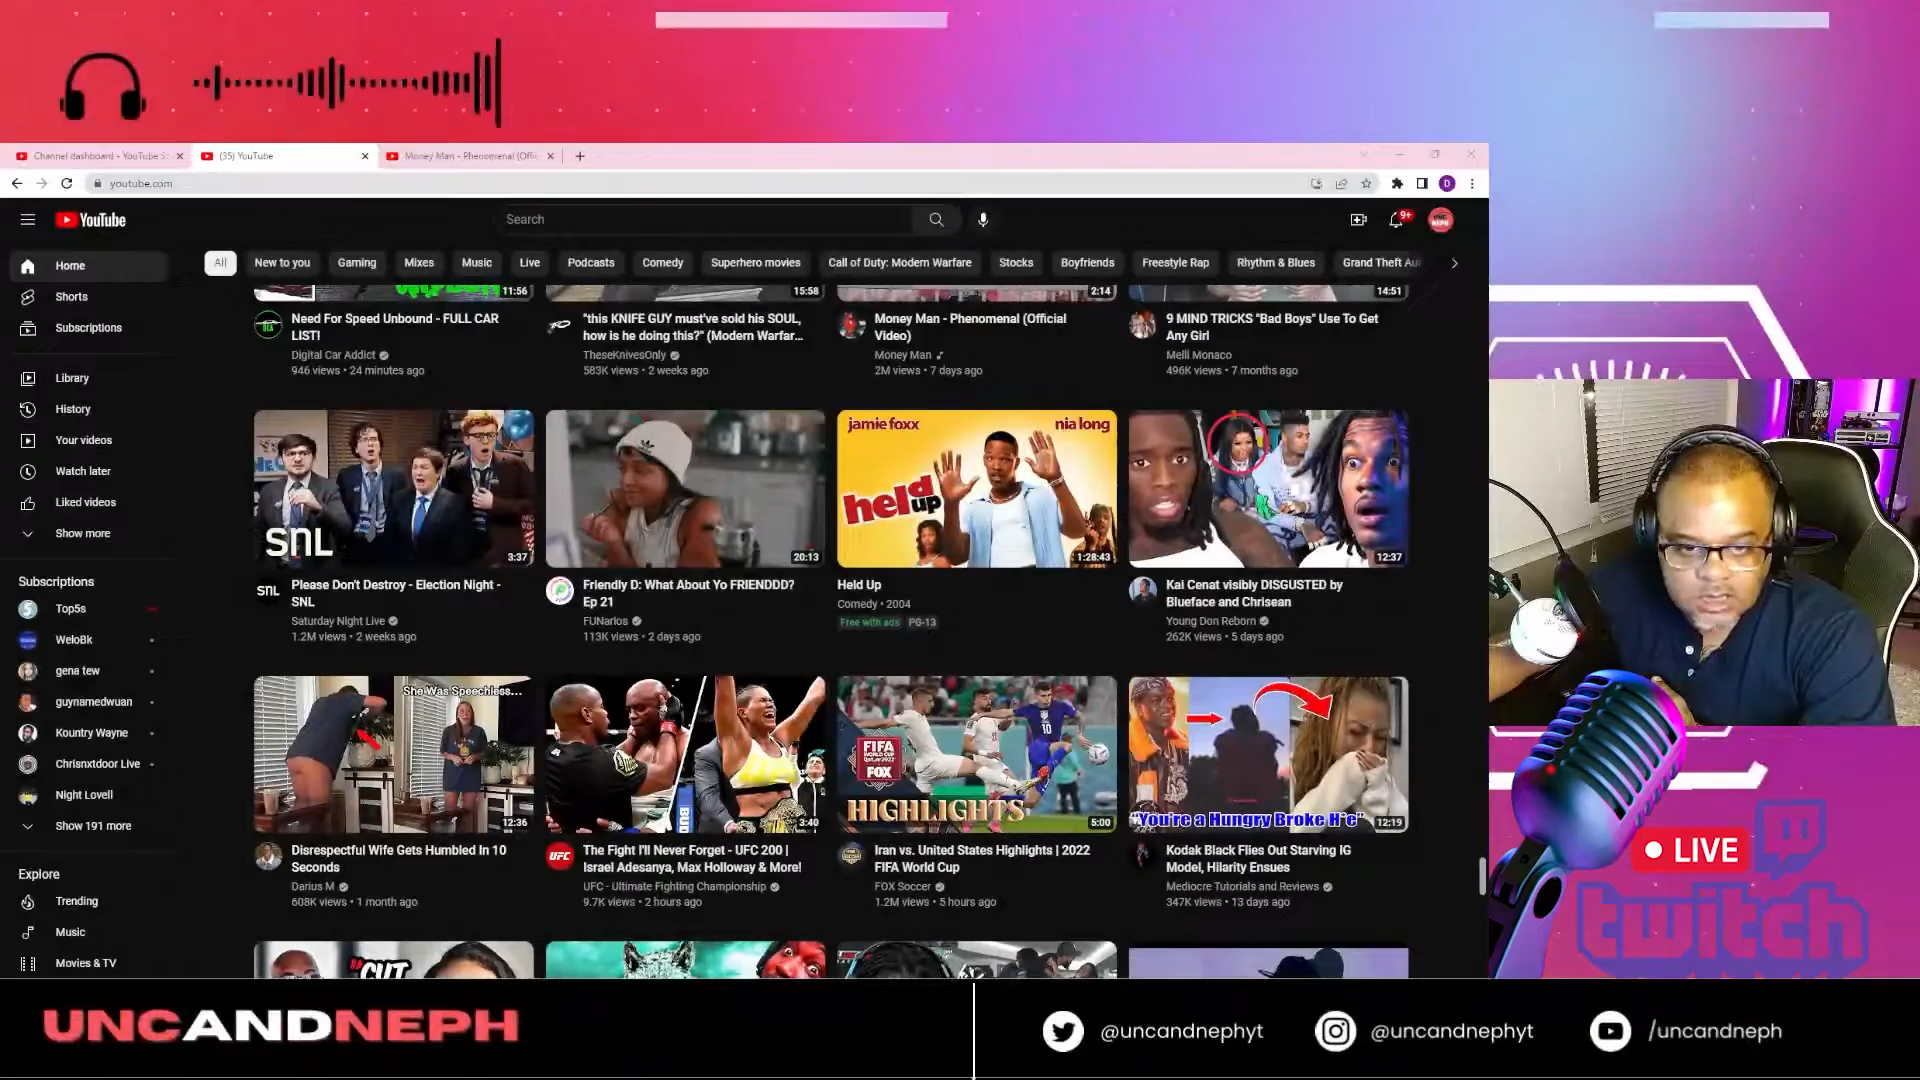 Channel dashboard - YouTube S
(35) YouTube
Money Man - Phenomenal (Offi
youtube.com
D
YouTube
Search
9+
All
New to you
Gaming
Mixes
Music
Live
Podcasts
Comedy
Superhero movies
Call of Duty: Modern Warfare
Stocks
Boyfriends
Freestyle Rap
Rhythm & Blues
Grand Theft Au
Home
Shorts
Subscriptions
Library
History
Your videos
Watch later
Liked videos
Show more
Subscriptions
Top5s
WeloBk
gena tew
guynamedwuan
Kountry Wayne
Chrisnxtdoor Live
Night Lovell
Show 191 more
Explore
Trending
Music
Movies & TV
11:56
Need For Speed Unbound - FULL CAR
LIST!
Digital Car Addict
946 views • 24 minutes ago
15:58
"this KNIFE GUY must've sold his SOUL,
how is he doing this?" (Modern Warfar...
TheseKnivesOnly
583K views • 2 weeks ago
2:14
Money Man - Phenomenal (Official
Video)
Money Man
2M views • 7 days ago
14:51
9 MIND TRICKS "Bad Boys" Use To Get
Any Girl
Melli Monaco
496K views • 7 months ago
SNL
3:37
SNL
Please Don't Destroy - Election Night -
SNL
Saturday Night Live
1.2M views • 2 weeks ago
20:13
Friendly D: What About Yo FRIENDDD?
Ep 21
FUNarlos
113K views • 2 days ago
jamie foxx
nia long
held up
1:28:43
Held Up
Comedy • 2004
Free with ads
PG-13
12:37
Kai Cenat visibly DISGUSTED by
Blueface and Chrisean
Young Don Reborn
262K views • 5 days ago
She Was Speechless...
12:36
Disrespectful Wife Gets Humbled In 10
Seconds
Darius M
608K views • 1 month ago
3:40
UFC
The Fight I'll Never Forget - UFC 200 |
Israel Adesanya, Max Holloway & More!
UFC - Ultimate Fighting Championship
9.7K views • 2 hours ago
FIFA
FOX
HIGHLIGHTS
5:00
Iran vs. United States Highlights | 2022
FIFA World Cup
FOX Soccer
1.2M views • 5 hours ago
"You're a Hungry Broke H*e"
12:19
Kodak Black Flies Out Starving IG
Model, Hilarity Ensues
Mediocre Tutorials and Reviews
347K views • 13 days ago
"CUT
LIVE
twitch
UNCANDNEPH
@uncandnephyt
@uncandnephyt
/uncandneph